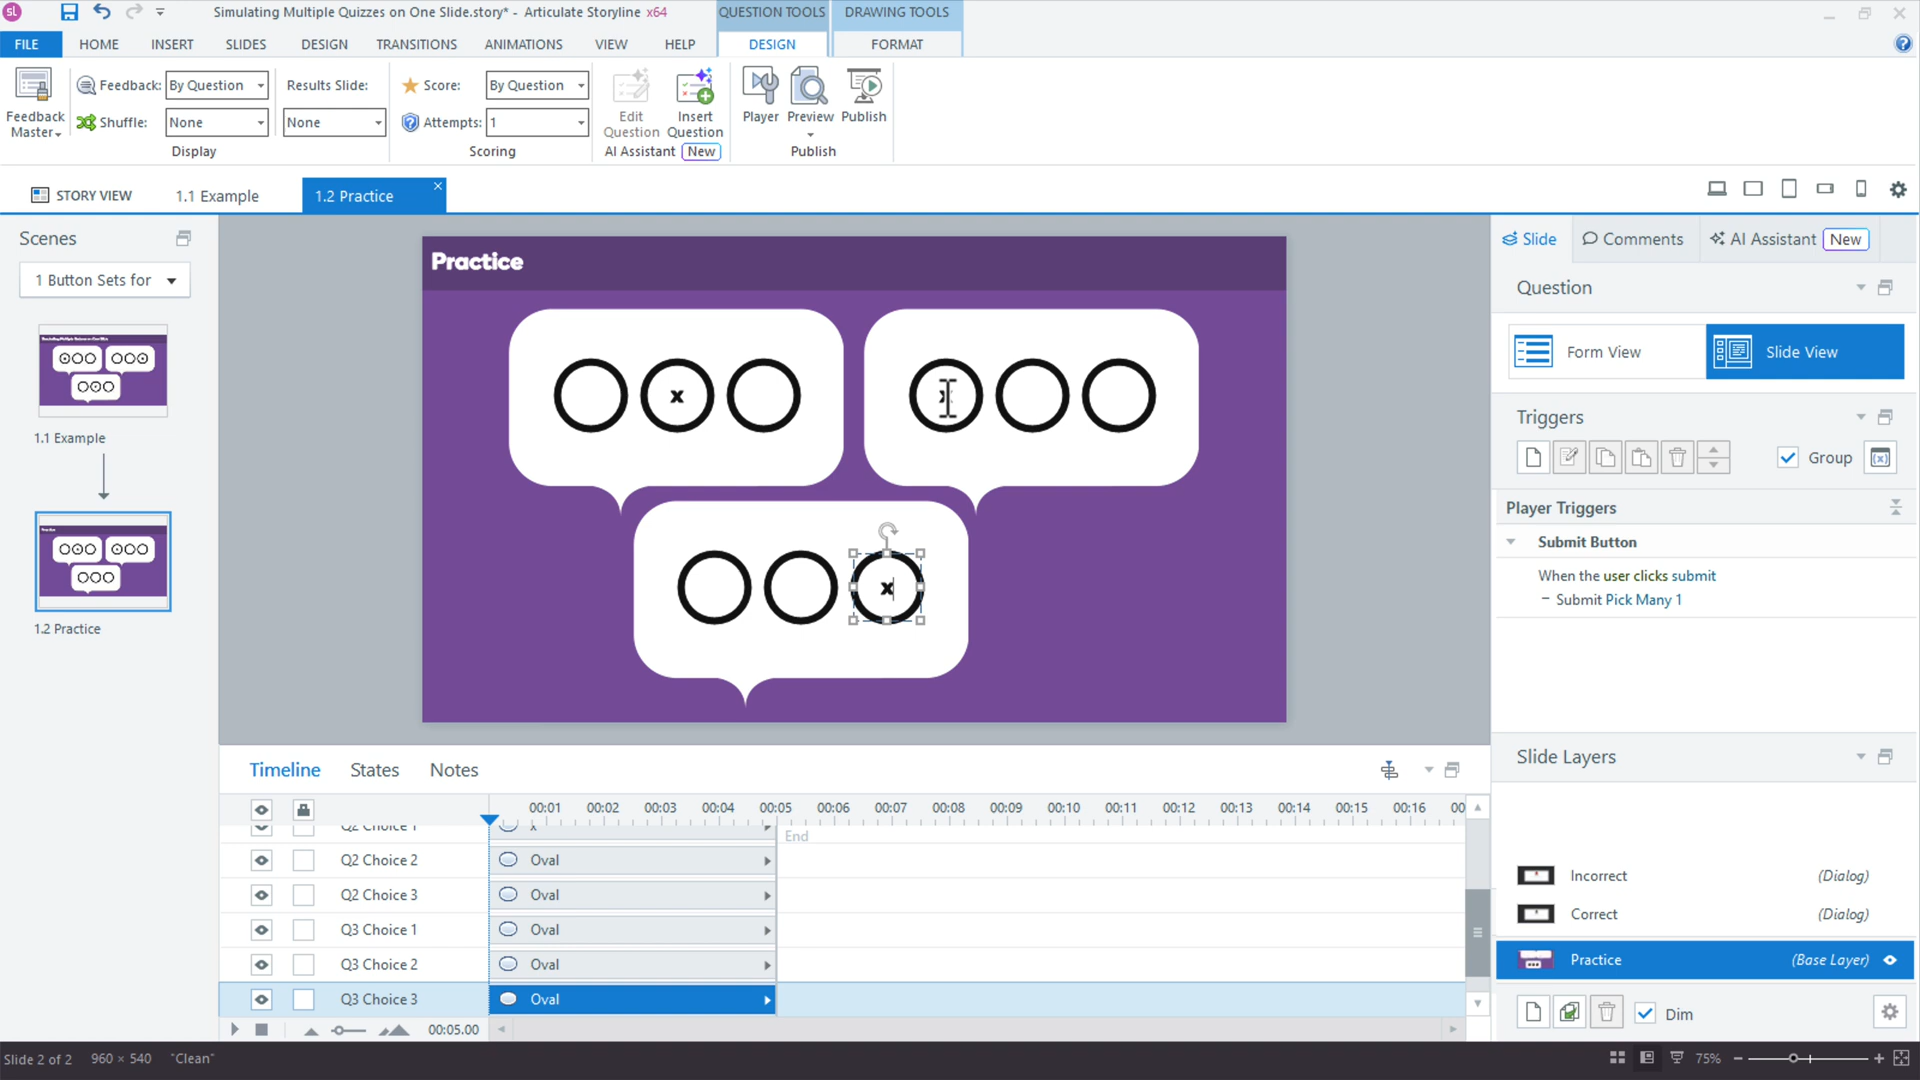 sl
Simulating Multiple Quizzes on One Slide.story* - Articulate Storyline x64
QUESTION TOOLS
DRAWING TOOLS
FILE
HOME
INSERT
SLIDES
DESIGN
TRANSITIONS
ANIMATIONS
VIEW
HELP
DESIGN
FORMAT
Feedback Master
Feedback: By Question
Shuffle: None
Display
Results Slide:
None
Score: By Question
Attempts: 1
Scoring
Edit Question
Insert Question
AI Assistant New
Player
Preview
Publish
Publish
STORY VIEW
1.1 Example
1.2 Practice
Scenes
1 Button Sets for
1.1 Example
1.2 Practice
Practice
x
x
Slide
Comments
AI Assistant New
Question
Form View
Slide View
Triggers
Group
Player Triggers
Submit Button
When the user clicks submit
- Submit Pick Many 1
Slide Layers
Incorrect (Dialog)
Correct (Dialog)
Practice (Base Layer)
Dim
Timeline
States
Notes
00:01 00:02 00:03 00:04 00:05 00:06 00:07 00:08 00:09 00:10 00:11 00:12 00:13 00:14 00:15 00:16 00
End
Q2 Choice 1 x
Q2 Choice 2 Oval
Q2 Choice 3 Oval
Q3 Choice 1 Oval
Q3 Choice 2 Oval
Q3 Choice 3 Oval
00:05.00
Slide 2 of 2
960 × 540
"Clean"
75%